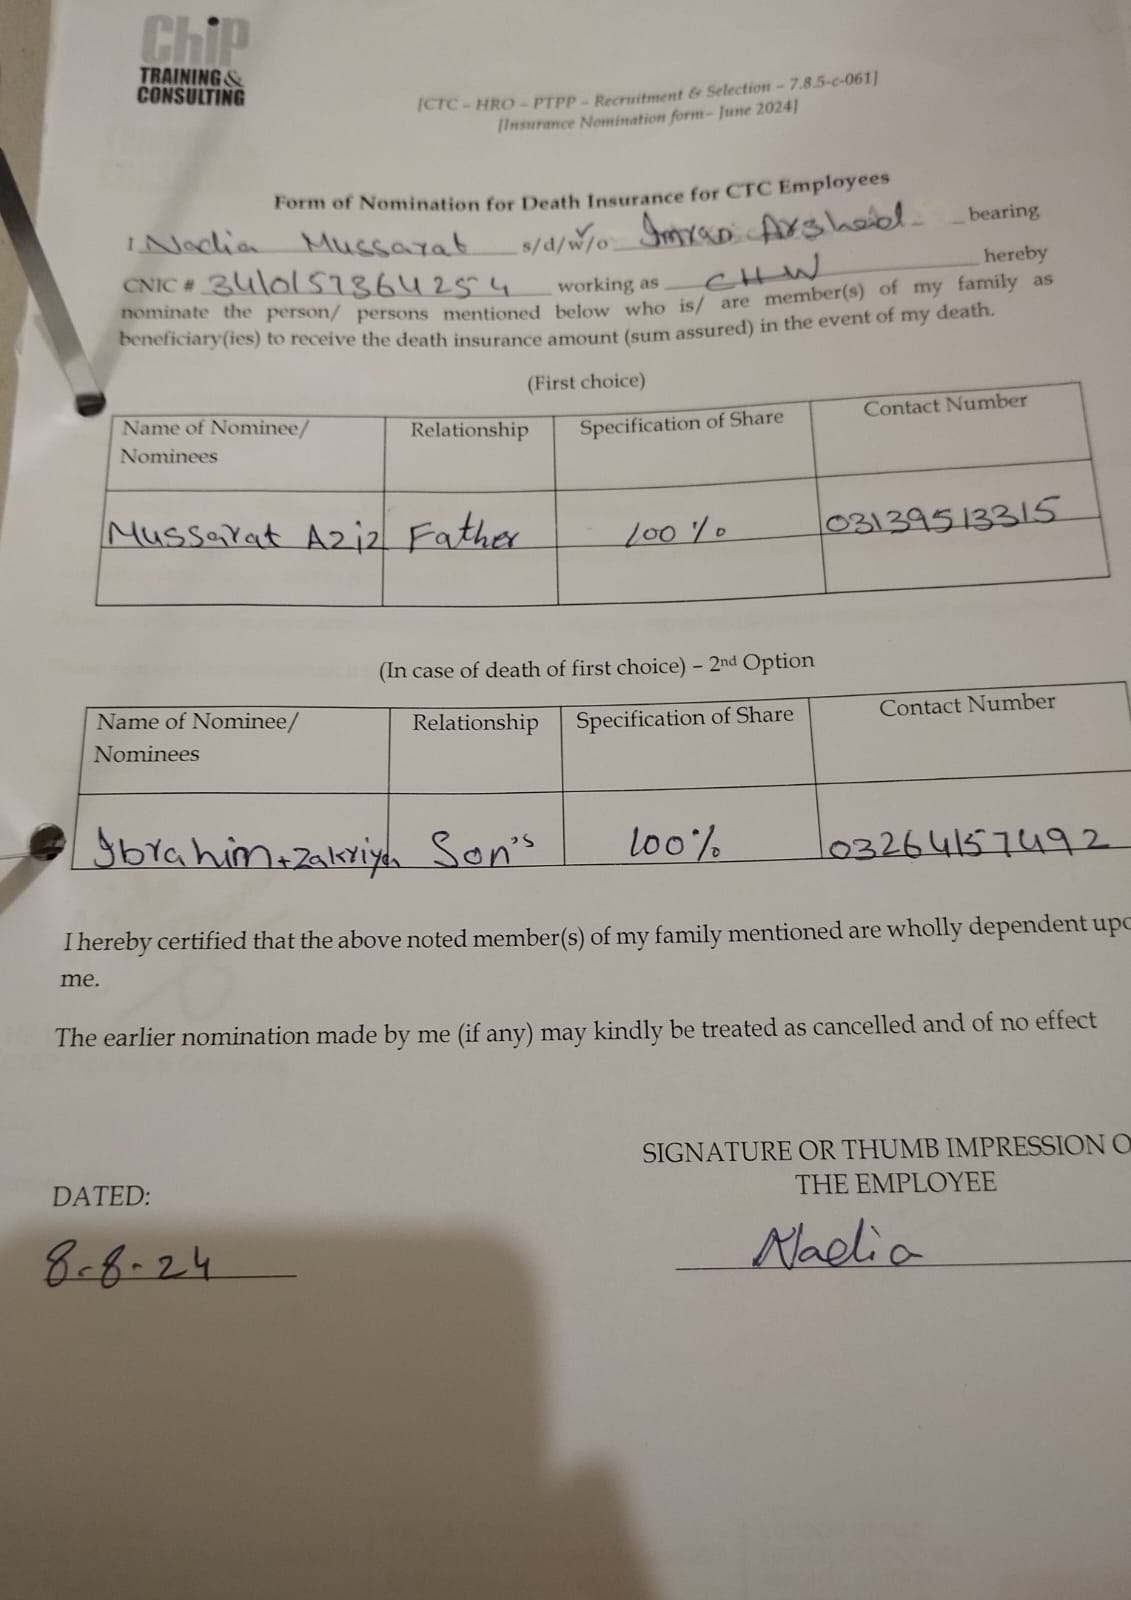 ChiP
TRAINING &
CONSULTING
[CTC – HRO – PTPP – Recruitment & Selection – 7.8.5-c-061]
[Insurance Nomination form– June 2024]
Form of Nomination for Death Insurance for CTC Employees
I Nadia Mussarat s/d/w/o Imran Arshad bearing
CNIC # 3410157364254 working as CHW hereby
nominate the person/ persons mentioned below who is/ are member(s) of my family as
beneficiary(ies) to receive the death insurance amount (sum assured) in the event of my death.
(First choice)
Name of Nominee/ Relationship Specification of Share Contact Number
Nominees
Mussarat Aziz Father 100% 03139513315
(In case of death of first choice) – 2nd Option
Name of Nominee/ Relationship Specification of Share Contact Number
Nominees
Ibrahim + Zakriya Son's 100% 03264157492
I hereby certified that the above noted member(s) of my family mentioned are wholly dependent upo
me.
The earlier nomination made by me (if any) may kindly be treated as cancelled and of no effect
SIGNATURE OR THUMB IMPRESSION O
THE EMPLOYEE
DATED:
8-8-24 Nadia